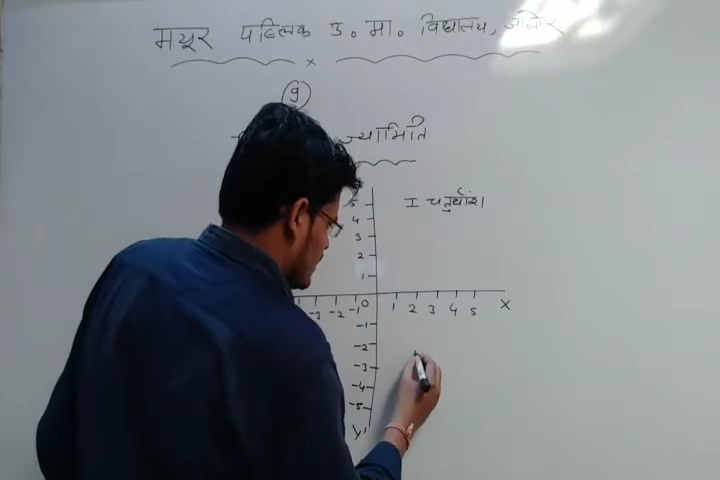 मयूर पब्लिक उ. मा. विद्यालय, जालोर
x
9
ज्यामिति
5
I चतुर्थांश
4
3
2
1
-3 -2 -1 0 1 2 3 4 5 X
-1
-2
-3
-4
-5
Y'